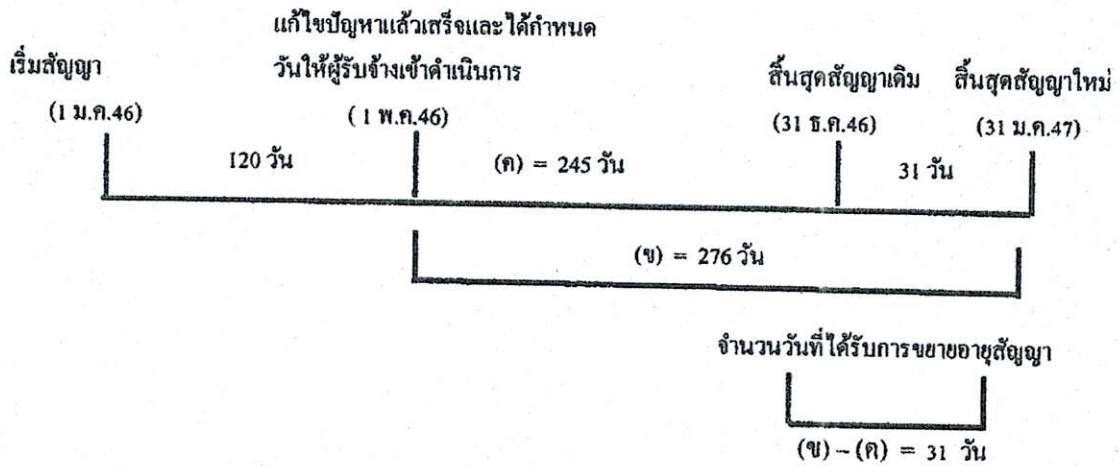 แก้ไขปัญหาแล้วเสร็จและได้กำหนด
เริ่มสัญญา วันให้ผู้รับจ้างเข้าดำเนินการ สิ้นสุดสัญญาเดิม สิ้นสุดสัญญาใหม่
(1 ม.ค.46) ( 1 พ.ค.46) (31 ธ.ค.46) (31 ม.ค.47)
120 วัน (ค) = 245 วัน 31 วัน
(ข) = 276 วัน
จำนวนวันที่ได้รับการขยายอายุสัญญา
(ข) – (ค) = 31 วัน